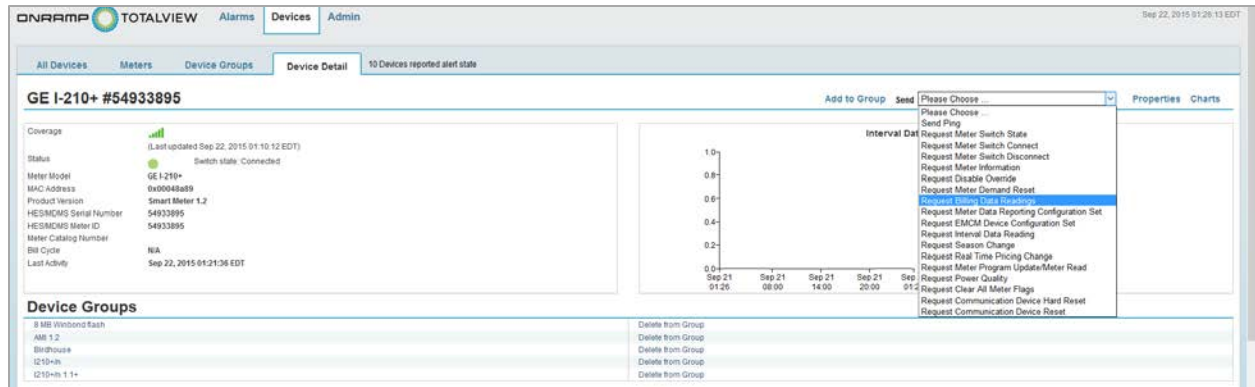 ONRAMP TOTALVIEW Alarms Devices Admin
Sep 22, 2015 01:26:13 EDT
All Devices Meters Device Groups Device Detail 10 Devices reported alert state
GE I-210+ #54933895
Add to Group Send Please Choose ... Properties Charts
Please Choose ...
Send Ping
Request Meter Switch State
Request Meter Switch Connect
Request Meter Switch Disconnect
Request Meter Information
Request Disable Override
Request Meter Demand Reset
Request Billing Data Readings
Request Meter Data Reporting Configuration Set
Request EMCM Device Configuration Set
Request Interval Data Reading
Request Season Change
Request Real Time Pricing Change
Request Meter Program Update/Meter Read
Request Power Quality
Request Clear All Meter Flags
Request Communication Device Hard Reset
Request Communication Device Reset
Coverage
(Last updated Sep 22, 2015 01:10:12 EDT)
Status Switch state: Connected
Meter Model GE I-210+
MAC Address 0x00048a89
Product Version Smart Meter 1.2
HES/MDMS Serial Number 54933895
HES/MDMS Meter ID 54933895
Meter Catalog Number
Bill Cycle N/A
Last Activity Sep 22, 2015 01:21:36 EDT
Interval Dat
1.0
0.8
0.6
0.4
0.2
0.0
Sep 21 Sep 21 Sep 21 Sep 21 Sep
01:26 08:00 14:00 20:00 01:2
Device Groups
8 MB Winbond flash Delete from Group
AMI 1.2 Delete from Group
Birdhouse Delete from Group
I210+/n Delete from Group
I210+/n 1.1+ Delete from Group